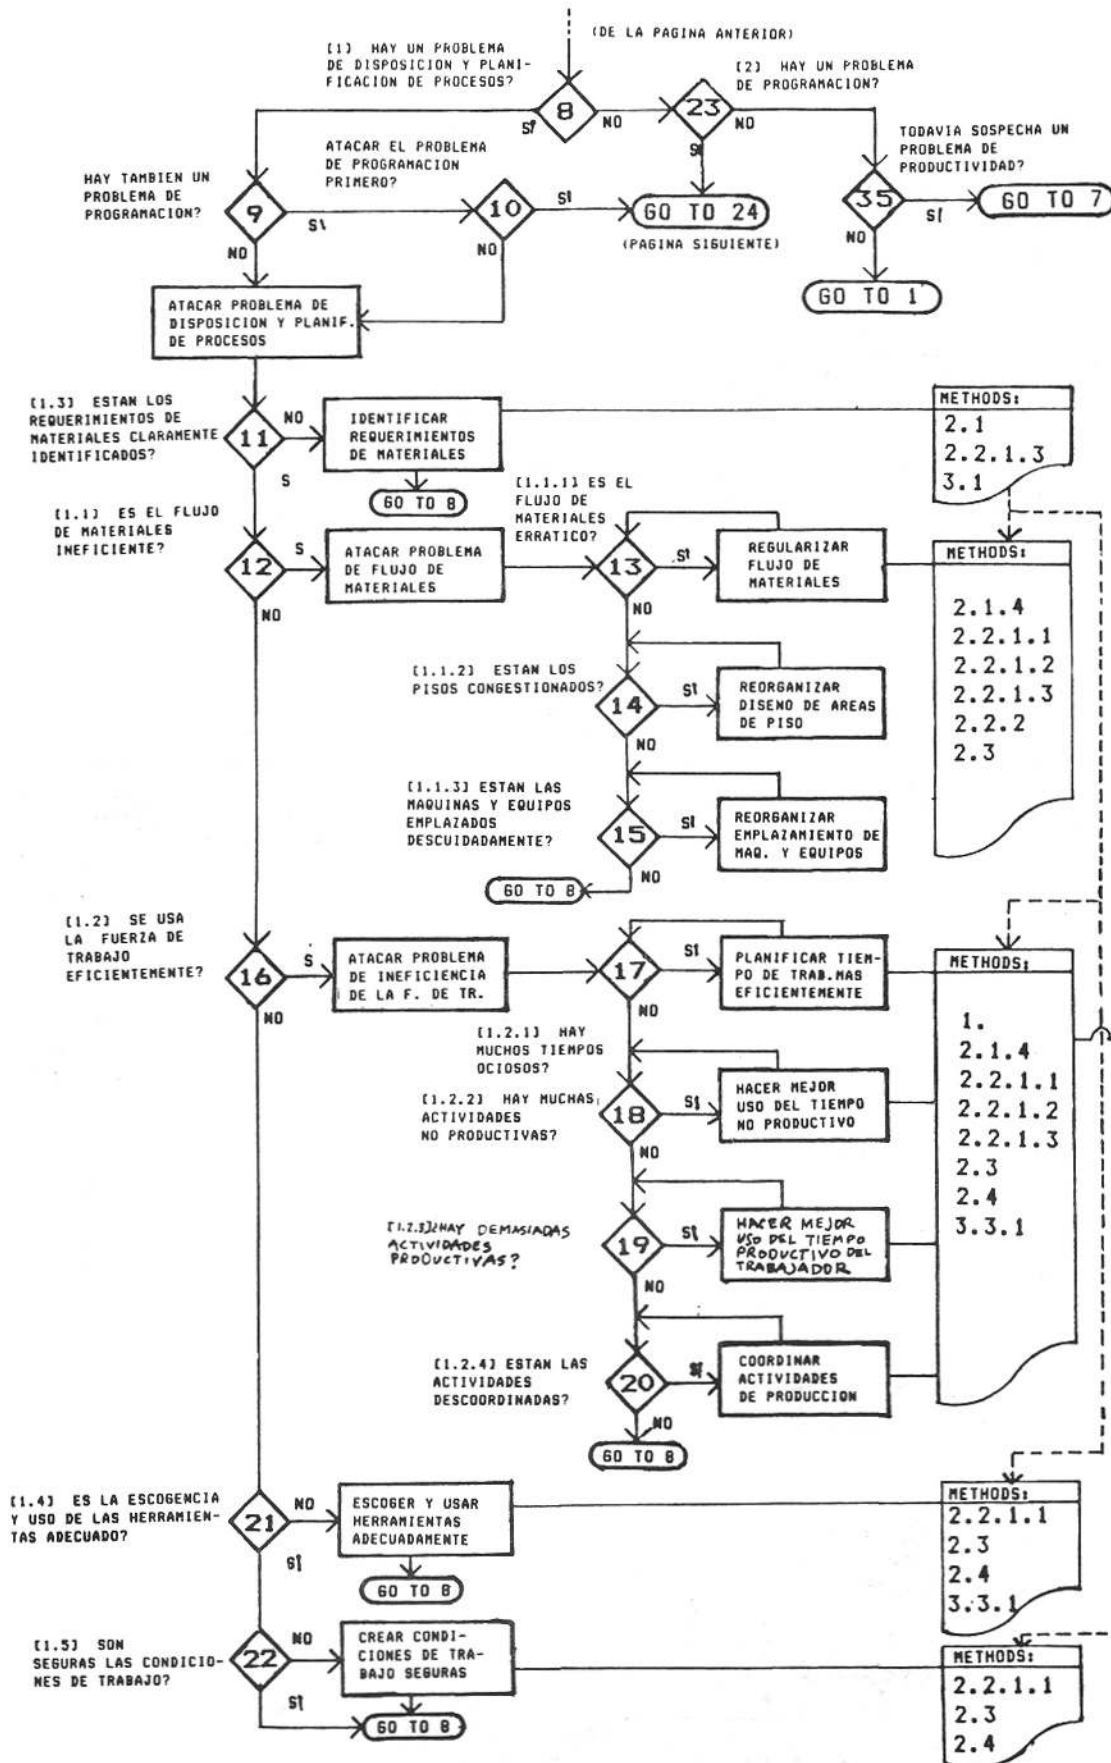 (DE LA PAGINA ANTERIOR)
[1] HAY UN PROBLEMA
DE DISPOSICION Y PLANI-
FICACION DE PROCESOS?
8
SÍ
NO
[2] HAY UN PROBLEMA
DE PROGRAMACION?
23
NO
SÍ
ATACAR EL PROBLEMA
DE PROGRAMACION
PRIMERO?
TODAVIA SOSPECHA UN
PROBLEMA DE
PRODUCTIVIDAD?
HAY TAMBIEN UN
PROBLEMA DE
PROGRAMACION?
9
SÍ
NO
10
SÍ
NO
GO TO 24
(PAGINA SIGUIENTE)
35
SÍ
NO
GO TO 7
GO TO 1
ATACAR PROBLEMA DE
DISPOSICION Y PLANIF.
DE PROCESOS
[1.3] ESTAN LOS
REQUERIMIENTOS DE
MATERIALES CLARAMENTE
IDENTIFICADOS?
11
NO
S
IDENTIFICAR
REQUERIMIENTOS
DE MATERIALES
GO TO 8
METHODS:
2.1
2.2.1.3
3.1
[1.1] ES EL FLUJO
DE MATERIALES
INEFICIENTE?
12
S
NO
ATACAR PROBLEMA
DE FLUJO DE
MATERIALES
[1.1.1] ES EL
FLUJO DE
MATERIALES
ERRATICO?
13
SÍ
NO
REGULARIZAR
FLUJO DE
MATERIALES
METHODS:
2.1.4
2.2.1.1
2.2.1.2
2.2.1.3
2.2.2
2.3
[1.1.2] ESTAN LOS
PISOS CONGESTIONADOS?
14
SÍ
NO
REORGANIZAR
DISENO DE AREAS
DE PISO
[1.1.3] ESTAN LAS
MAQUINAS Y EQUIPOS
EMPLAZADOS
DESCUIDADAMENTE?
15
SÍ
NO
REORGANIZAR
EMPLAZAMIENTO DE
MAQ. Y EQUIPOS
GO TO 8
[1.2] SE USA
LA FUERZA DE
TRABAJO
EFICIENTEMENTE?
16
S
NO
ATACAR PROBLEMA
DE INEFICIENCIA
DE LA F. DE TR.
17
SÍ
NO
PLANIFICAR TIEM-
PO DE TRAB.MAS
EFICIENTEMENTE
METHODS:
1.
2.1.4
2.2.1.1
2.2.1.2
2.2.1.3
2.3
2.4
3.3.1
[1.2.1] HAY
MUCHOS TIEMPOS
OCIOSOS?
[1.2.2] HAY MUCHAS
ACTIVIDADES
NO PRODUCTIVAS?
18
SÍ
NO
HACER MEJOR
USO DEL TIEMPO
NO PRODUCTIVO
[1.2.3] HAY DEMASIADAS
ACTIVIDADES
PRODUCTIVAS?
19
SÍ
NO
HACER MEJOR
USO DEL TIEMPO
PRODUCTIVO DEL
TRABAJADOR
[1.2.4] ESTAN LAS
ACTIVIDADES
DESCOORDINADAS?
20
SÍ
NO
COORDINAR
ACTIVIDADES
DE PRODUCCION
GO TO 8
[1.4] ES LA ESCOGENCIA
Y USO DE LAS HERRAMIEN-
TAS ADECUADO?
21
NO
SÍ
ESCOGER Y USAR
HERRAMIENTAS
ADECUADAMENTE
GO TO 8
METHODS:
2.2.1.1
2.3
2.4
3.3.1
[1.5] SON
SEGURAS LAS CONDICIO-
NES DE TRABAJO?
22
NO
SÍ
CREAR CONDI-
CIONES DE TRA-
BAJO SEGURAS
GO TO 8
METHODS:
2.2.1.1
2.3
2.4